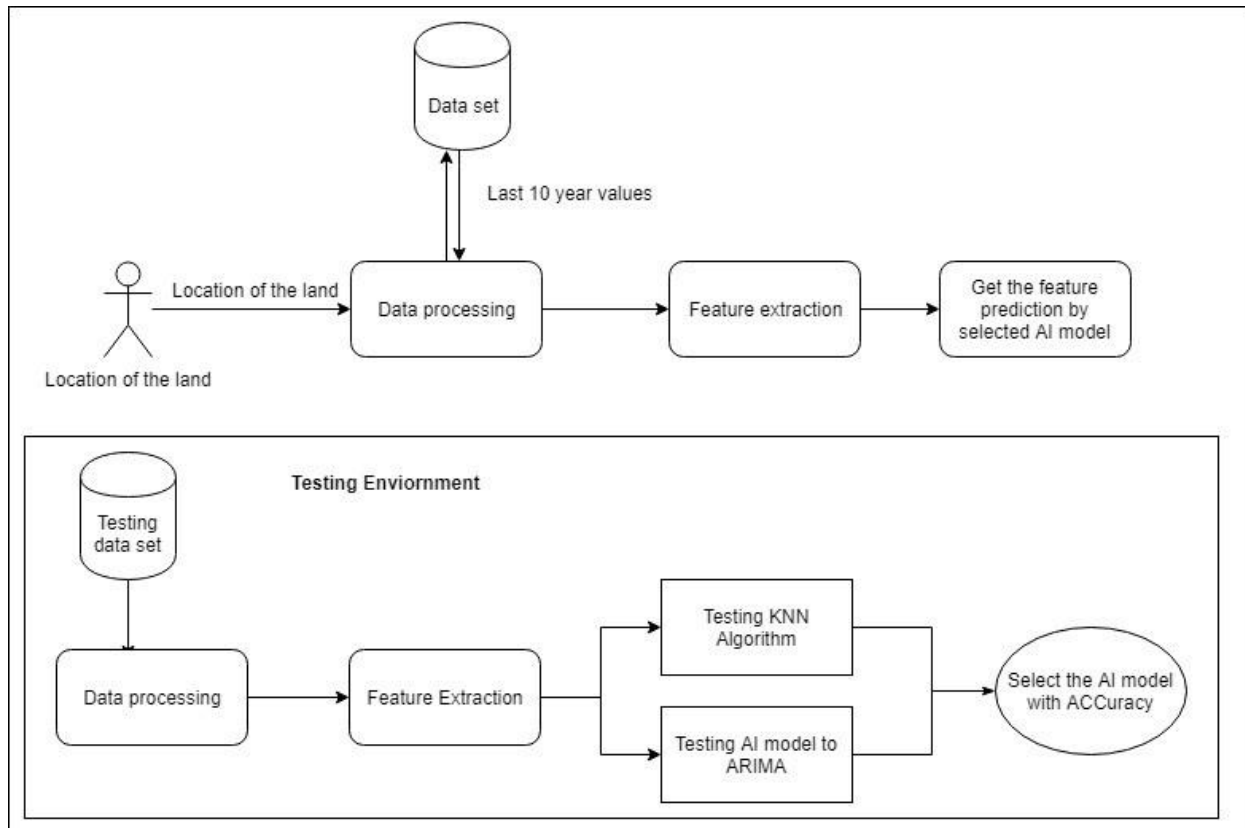 Data set
Last 10 year values
Location of the land
Location of the land
Data processing
Feature extraction
Get the feature
prediction by
selected AI model
Testing Enviornment
Testing
data set
Data processing
Feature Extraction
Testing KNN
Algorithm
Testing AI model to
ARIMA
Select the AI model
with ACCuracy